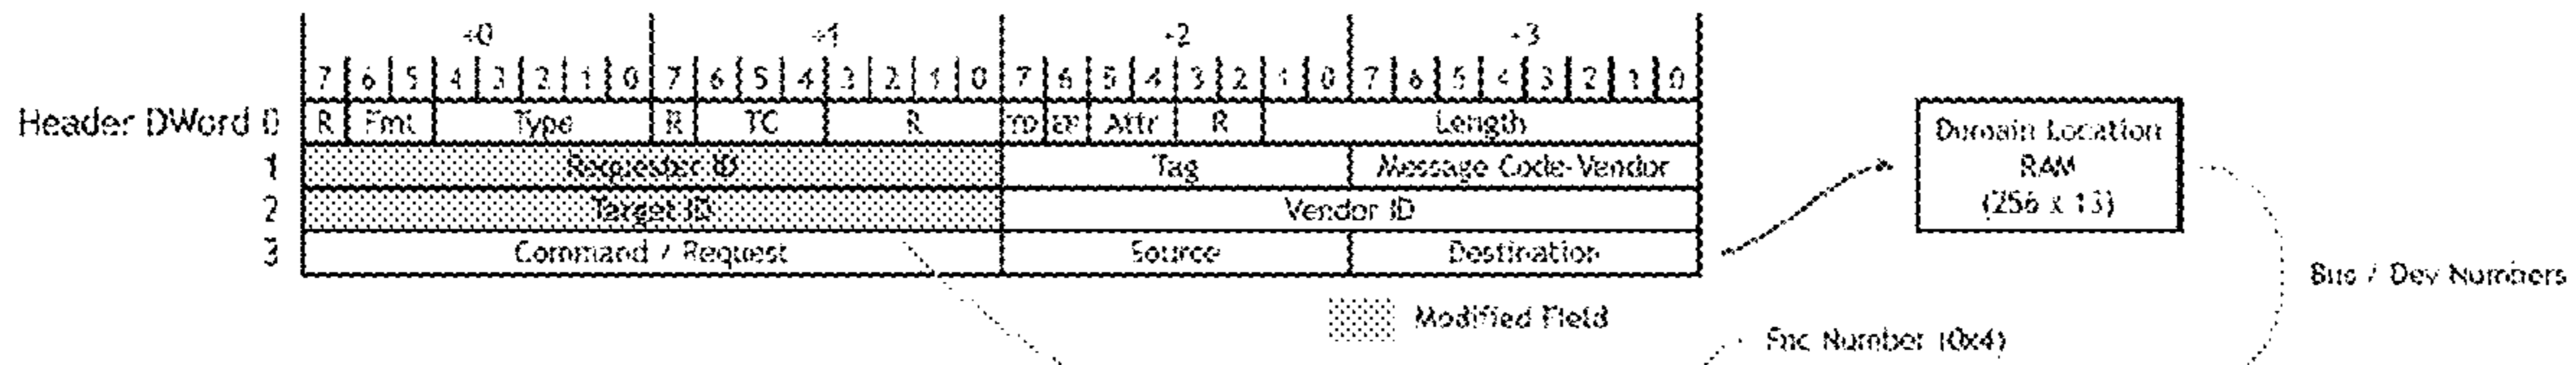 +0 +1 +2 +3
7 6 5 4 3 2 1 0 7 6 5 4 3 2 1 0 7 6 5 4 3 2 1 0 7 6 5 4 3 2 1 0
Header DWord 0 R Fmt Type R TC R TD EP Attr R Length
1 Requester ID Tag Message Code-Vendor
2 Target ID Vendor ID
3 Command / Request Source Destination
Domain Location
RAM
(256 x 13)
Bus / Dev Numbers
Modified Field
Fnc Number (0x4)